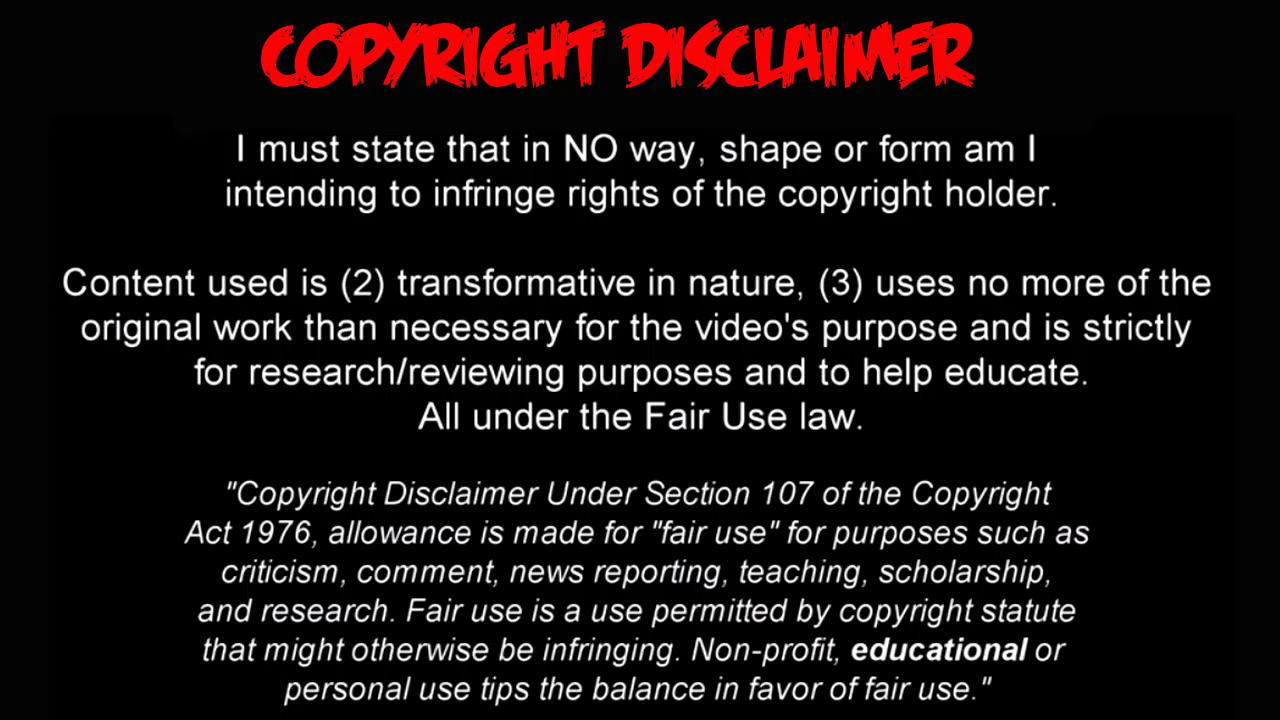 COPYRIGHT DISCLAIMER
I must state that in NO way, shape or form am I
intending to infringe rights of the copyright holder.
Content used is (2) transformative in nature, (3) uses no more of the
original work than necessary for the video's purpose and is strictly
for research/reviewing purposes and to help educate.
All under the Fair Use law.
"Copyright Disclaimer Under Section 107 of the Copyright
Act 1976, allowance is made for "fair use" for purposes such as
criticism, comment, news reporting, teaching, scholarship,
and research. Fair use is a use permitted by copyright statute
that might otherwise be infringing. Non-profit, educational or
personal use tips the balance in favor of fair use."